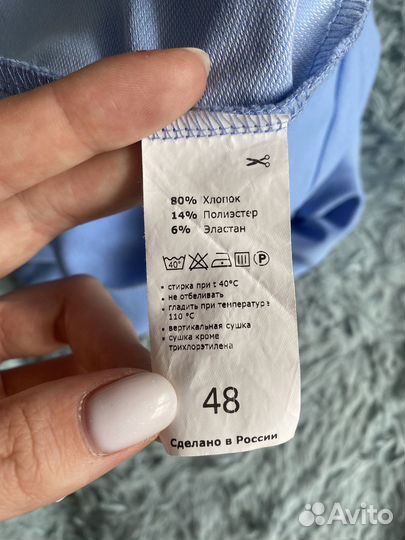 80% Хлопок
14% Полиэстер
6% Эластан
40°
P
• стирка при t 40°C
• не отбеливать
• гладить при температуре
110 °C
• вертикальная сушка
• сушка кроме
трихлорэтилена
48
Сделано в России
Avito